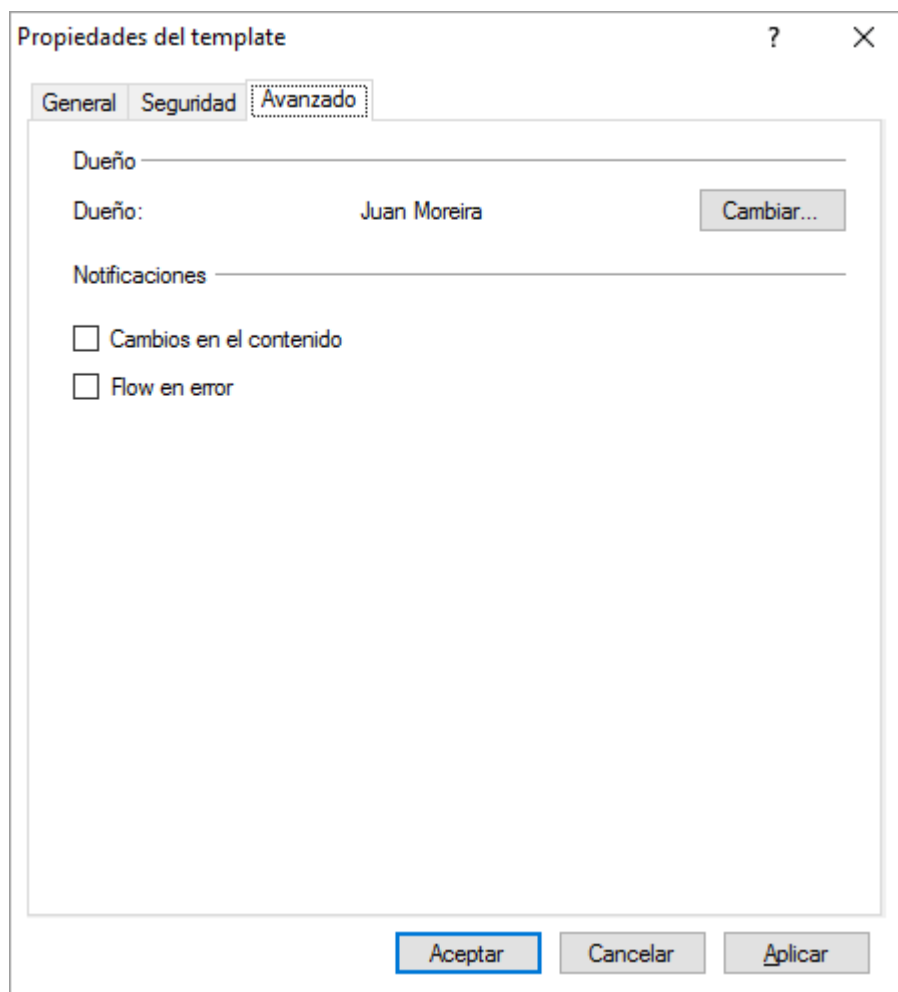 Propiedades del template ?
General Seguridad Avanzado
Dueño
Dueño: Juan Moreira Cambiar...
Notificaciones
Cambios en el contenido
Flow en error
Aceptar Cancelar Aplicar